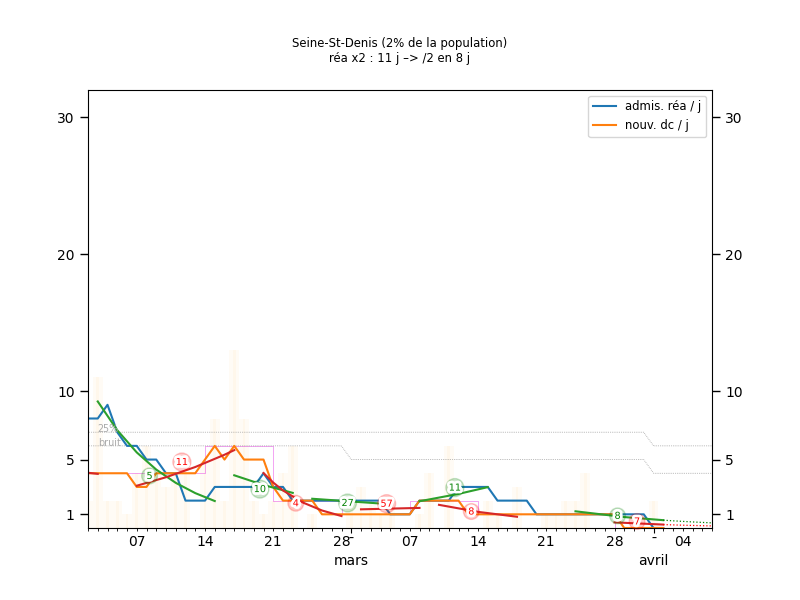 Seine-St-Denis (2% de la population)
réa x2 : 11 j –> /2 en 8 j
admis. réa / j
nouv. dc / j
30 30
20 20
10 10
25%
bruit
5 5
11
5
10
4
27
57
11
8
8
7
1 1
07 14 21 28 07 14 21 28 04
mars avril